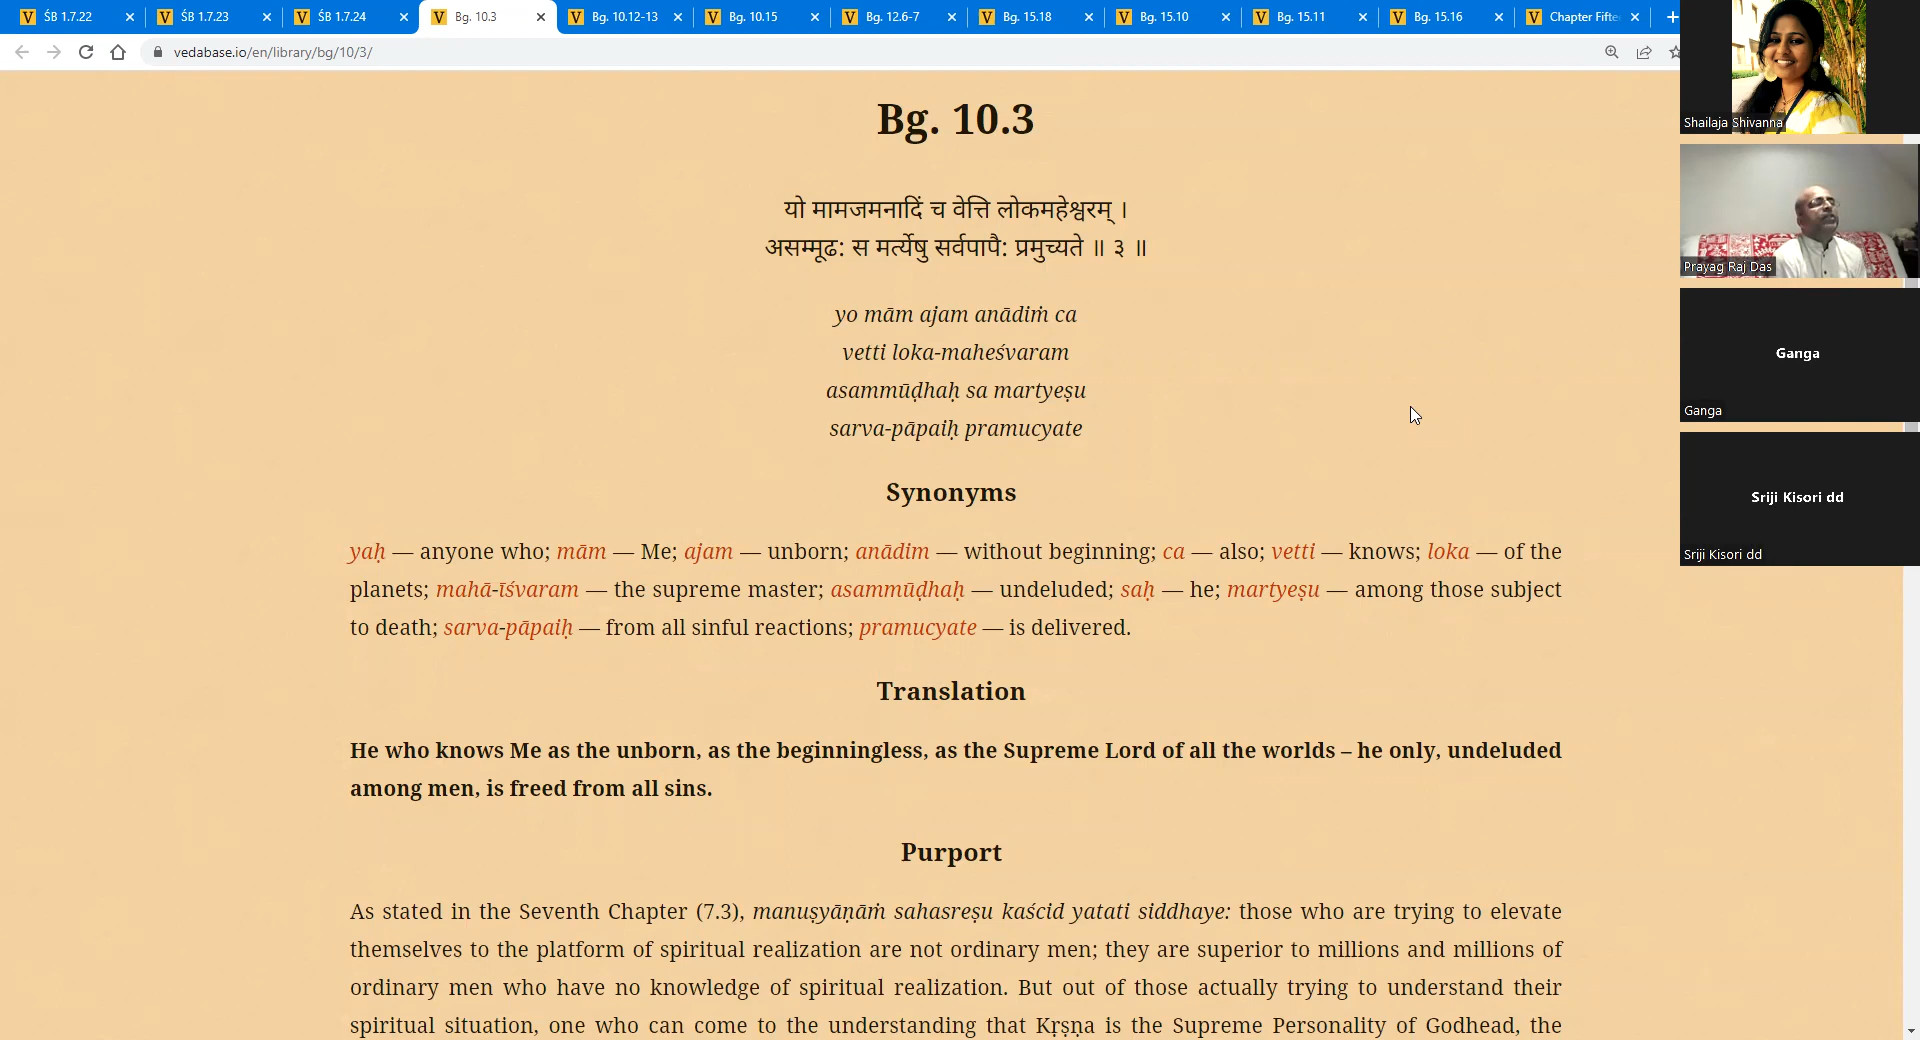 ŚB 1.7.22
ŚB 1.7.23
ŚB 1.7.24
Bg. 10.3
Bg. 10.12-13
Bg. 10.15
Bg. 12.6-7
Bg. 15.18
Bg. 15.10
Bg. 15.11
Bg. 15.16
Chapter Fifte
vedabase.io/en/library/bg/10/3/
Bg. 10.3
यो मामजमनादिं च वेत्ति लोकमहेश्वरम् ।
असम्मूढ: स मर्त्येषु सर्वपापै: प्रमुच्यते ॥ ३ ॥
yo mām ajam anādiṁ ca
vetti loka-maheśvaram
asammūḍhaḥ sa martyeṣu
sarva-pāpaiḥ pramucyate
Synonyms
yaḥ — anyone who; mām — Me; ajam — unborn; anādim — without beginning; ca — also; vetti — knows; loka — of the
planets; mahā-īśvaram — the supreme master; asammūḍhaḥ — undeluded; saḥ — he; martyeṣu — among those subject
to death; sarva-pāpaiḥ — from all sinful reactions; pramucyate — is delivered.
Translation
He who knows Me as the unborn, as the beginningless, as the Supreme Lord of all the worlds – he only, undeluded
among men, is freed from all sins.
Purport
As stated in the Seventh Chapter (7.3), manuṣyāṇāṁ sahasreṣu kaścid yatati siddhaye: those who are trying to elevate
themselves to the platform of spiritual realization are not ordinary men; they are superior to millions and millions of
ordinary men who have no knowledge of spiritual realization. But out of those actually trying to understand their
spiritual situation, one who can come to the understanding that Kṛṣṇa is the Supreme Personality of Godhead, the
Shailaja Shivanna
Prayag Raj Das
Ganga
Ganga
Sriji Kisori dd
Sriji Kisori dd